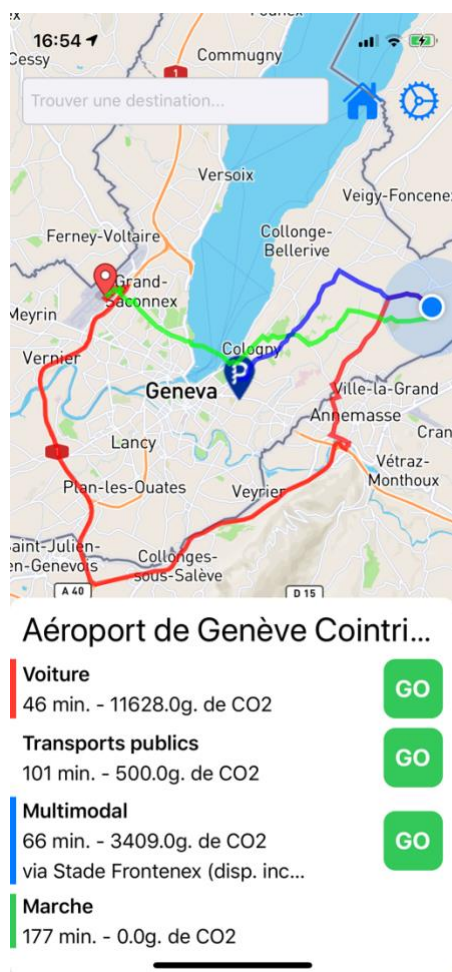 16:54
Cessy
Commugny
1
Trouver une destination...
Versoix
Veigy-Foncene
Ferney-Voltaire
Collonge-
Bellerive
Grand-
Saconnex
Meyrin
Vernier
Cologny
P
Geneva
Ville-la-Grand
Annemasse
Cran
Lancy
1
Vétraz-
Monthoux
Plan-les-Ouates
Veyrier
Saint-Julien-
en-Genevois
Collonges-
sous-Salève
A 40
D 15
Aéroport de Genève Cointri...
Voiture
46 min. - 11628.0g. de CO2
GO
Transports publics
101 min. - 500.0g. de CO2
GO
Multimodal
66 min. - 3409.0g. de CO2
GO
via Stade Frontenex (disp. inc...
Marche
177 min. - 0.0g. de CO2